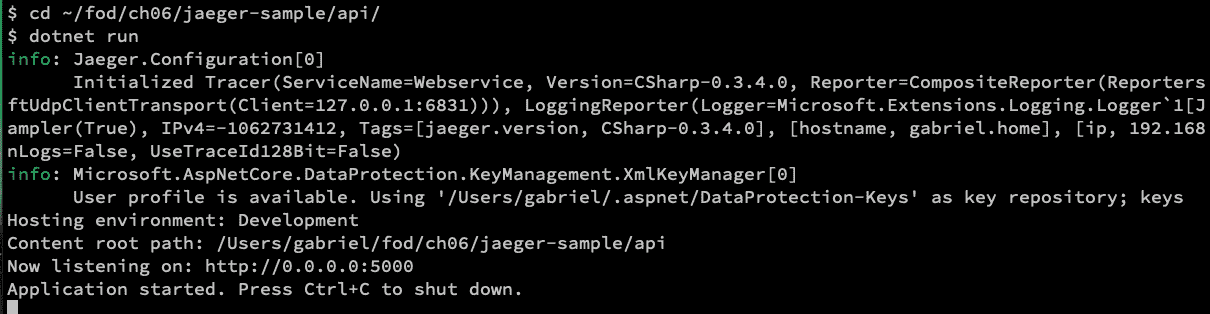 $ cd ~/fod/ch06/jaeger-sample/api/
$ dotnet run
info: Jaeger.Configuration[0]
      Initialized Tracer(ServiceName=Webservice, Version=CSharp-0.3.4.0, Reporter=CompositeReporter(Reporters
ftUdpClientTransport(Client=127.0.0.1:6831))), LoggingReporter(Logger=Microsoft.Extensions.Logging.Logger`1[J
ampler(True), IPv4=-1062731412, Tags=[jaeger.version, CSharp-0.3.4.0], [hostname, gabriel.home], [ip, 192.168
nLogs=False, UseTraceId128Bit=False)
info: Microsoft.AspNetCore.DataProtection.KeyManagement.XmlKeyManager[0]
      User profile is available. Using '/Users/gabriel/.aspnet/DataProtection-Keys' as key repository; keys
Hosting environment: Development
Content root path: /Users/gabriel/fod/ch06/jaeger-sample/api
Now listening on: http://0.0.0.0:5000
Application started. Press Ctrl+C to shut down.